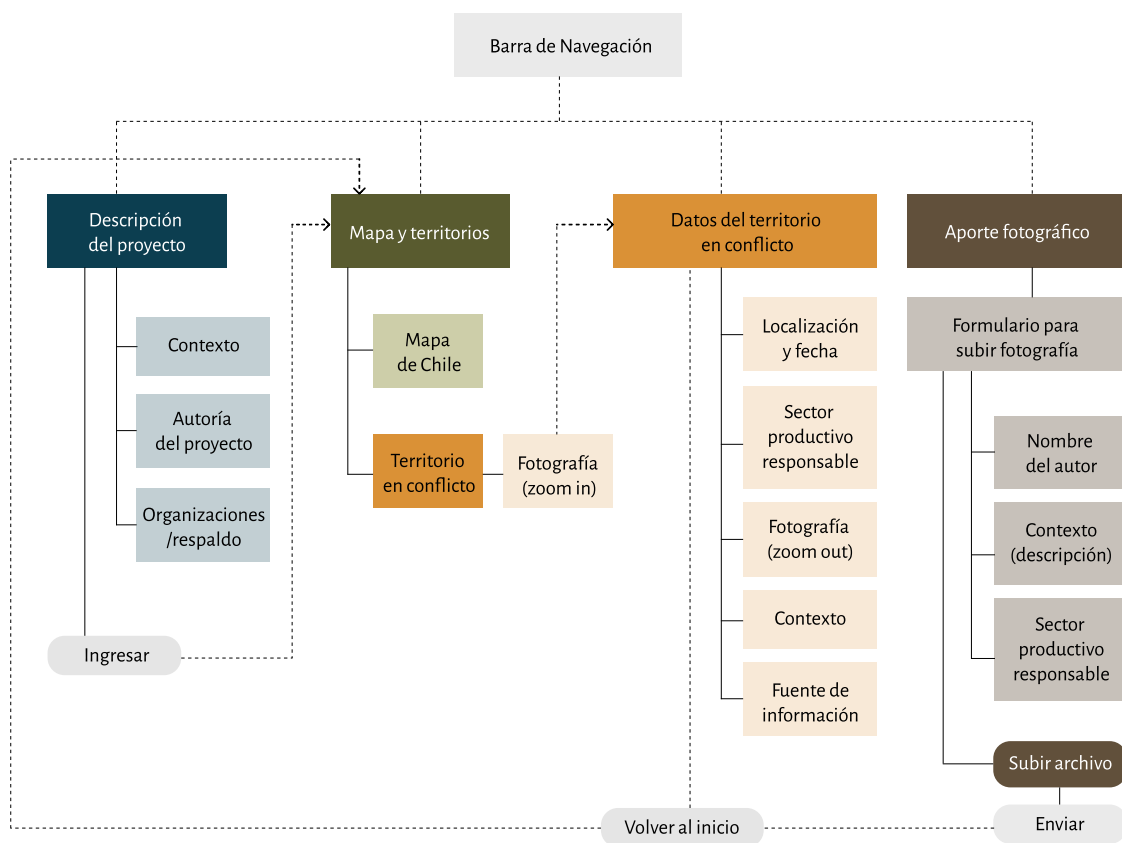 Barra de Navegación
Descripción
del proyecto
Contexto
Autoría
del proyecto
Organizaciones
/respaldo
Ingresar
Mapa y territorios
Mapa
de Chile
Territorio
en conflicto
Fotografía
(zoom in)
Datos del territorio
en conflicto
Localización
y fecha
Sector
productivo
responsable
Fotografía
(zoom out)
Contexto
Fuente de
información
Volver al inicio
Aporte fotográfico
Formulario para
subir fotografía
Nombre
del autor
Contexto
(descripción)
Sector
productivo
responsable
Subir archivo
Enviar